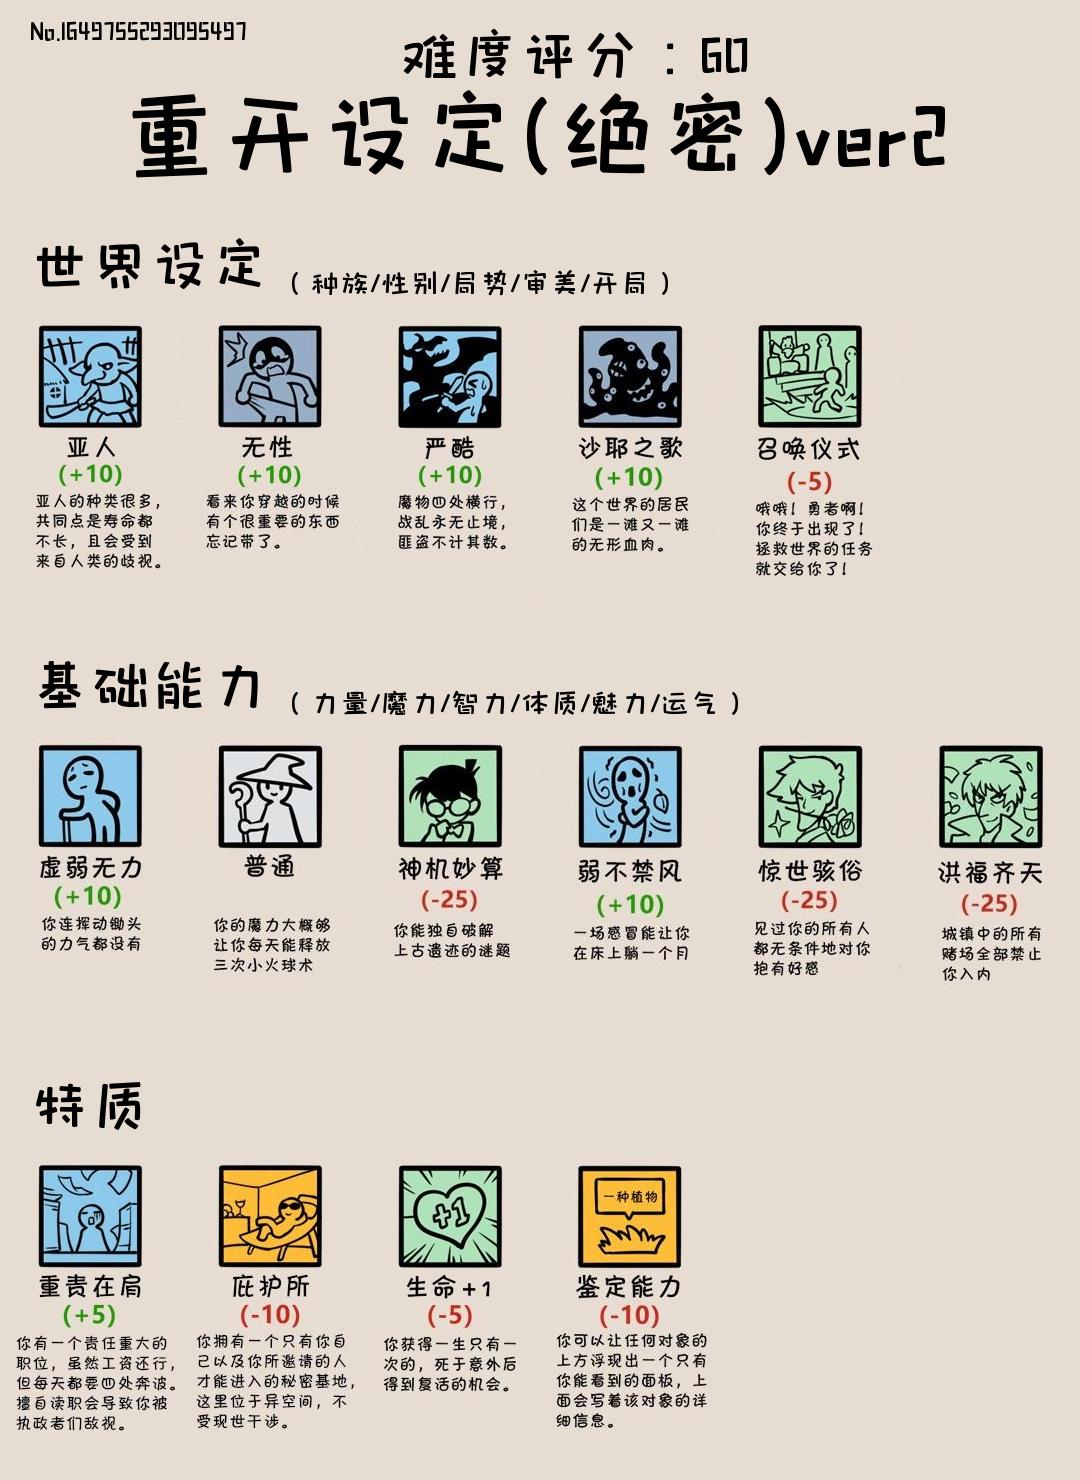 No.1649755293095497
难度评分：60
重开设定(绝密)ver2
世界设定（种族/性别/局势/审美/开局）
亚人
(+10)
亚人的种类很多，
共同点是寿命都
不长，且会受到
来自人类的歧视。
无性
(+10)
看来你穿越的时候
有个很重要的东西
忘记带了。
严酷
(+10)
魔物四处横行，
战乱永无止境，
匪盗不计其数。
沙耶之歌
(+10)
这个世界的居民
们是一滩又一滩
的无形血肉。
召唤仪式
(-5)
哦哦！勇者啊！
你终于出现了！
拯救世界的任务
就交给你了！
基础能力（力量/魔力/智力/体质/魅力/运气）
虚弱无力
(+10)
你连挥动锄头
的力气都没有
普通
你的魔力大概够
让你每天能释放
三次小火球术
神机妙算
(-25)
你能独自破解
上古遗迹的谜题
弱不禁风
(+10)
一场感冒能让你
在床上躺一个月
惊世骇俗
(-25)
见过你的所有人
都无条件地对你
抱有好感
洪福齐天
(-25)
城镇中的所有
赌场全部禁止
你入内
特质
重责在肩
(+5)
你有一个责任重大的
职位，虽然工资还行，
但每天都要四处奔波。
擅自渎职会导致你被
执政者们敌视。
庇护所
(-10)
你拥有一个只有你自
己以及你所邀请的人
才能进入的秘密基地，
这里位于异空间，不
受现世干涉。
+1
生命+1
(-5)
你获得一生只有一
次的，死于意外后
得到复活的机会。
一种植物
鉴定能力
(-10)
你可以让任何对象的
上方浮现出一个只有
你能看到的面板，上
面会写着该对象的详
细信息。